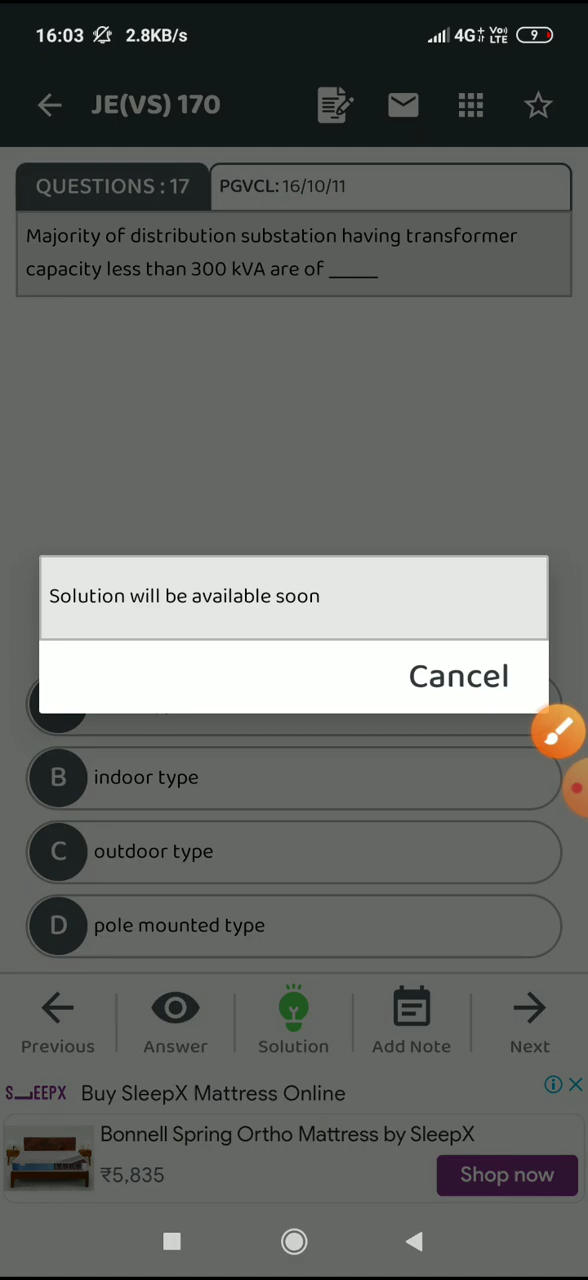 16:03 2.8KB/s 4G+ Vo) LTE 9
JE(VS) 170
QUESTIONS : 17 PGVCL: 16/10/11
Majority of distribution substation having transformer
capacity less than 300 kVA are of _____
Solution will be available soon
Cancel
B indoor type
C outdoor type
D pole mounted type
Previous Answer Solution Add Note Next
Buy SleepX Mattress Online
Bonnell Spring Ortho Mattress by SleepX
₹5,835
Shop now